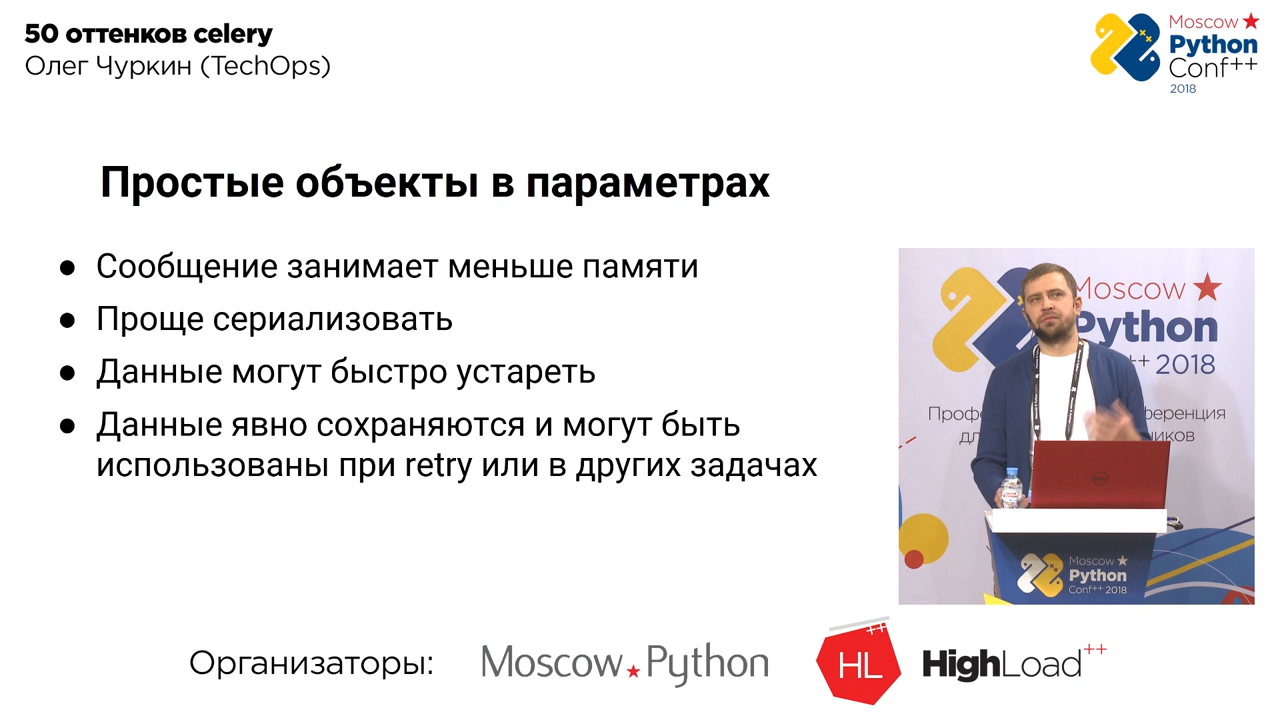 50 оттенков celery
Олег Чуркин (TechOps)
Moscow
Python
Conf++
2018
Простые объекты в параметрах
● Сообщение занимает меньше памяти
● Проще сериализовать
● Данные могут быстро устареть
● Данные явно сохраняются и могут быть
использованы при retry или в других задачах
Moscow
Python
++ 2018
DELL
Moscow
Python
Conf++ 2018
Организаторы:
Moscow Python
HL++
HighLoad++